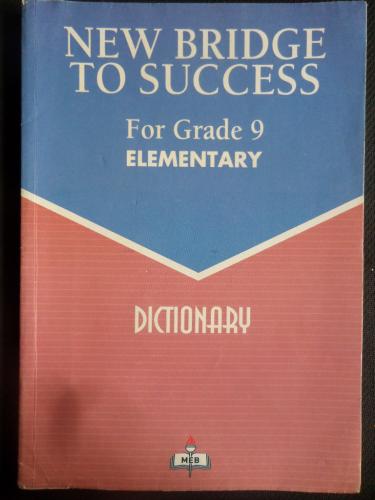 NEW BRIDGE
TO SUCCESS
For Grade 9
ELEMENTARY
DICTIONARY
MEB